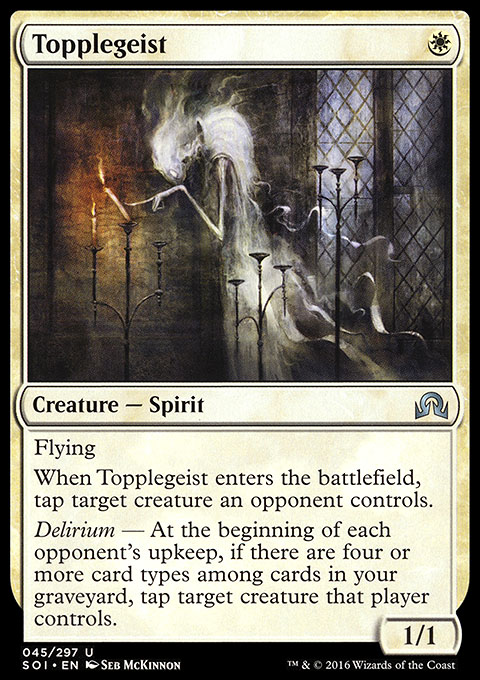 Topplegeist
Creature — Spirit
Flying
When Topplegeist enters the battlefield,
tap target creature an opponent controls.
Delirium — At the beginning of each
opponent's upkeep, if there are four or
more card types among cards in your
graveyard, tap target creature that player
controls.
1/1
045/297 U
SOI • EN Seb McKinnon
™ & © 2016 Wizards of the Coast